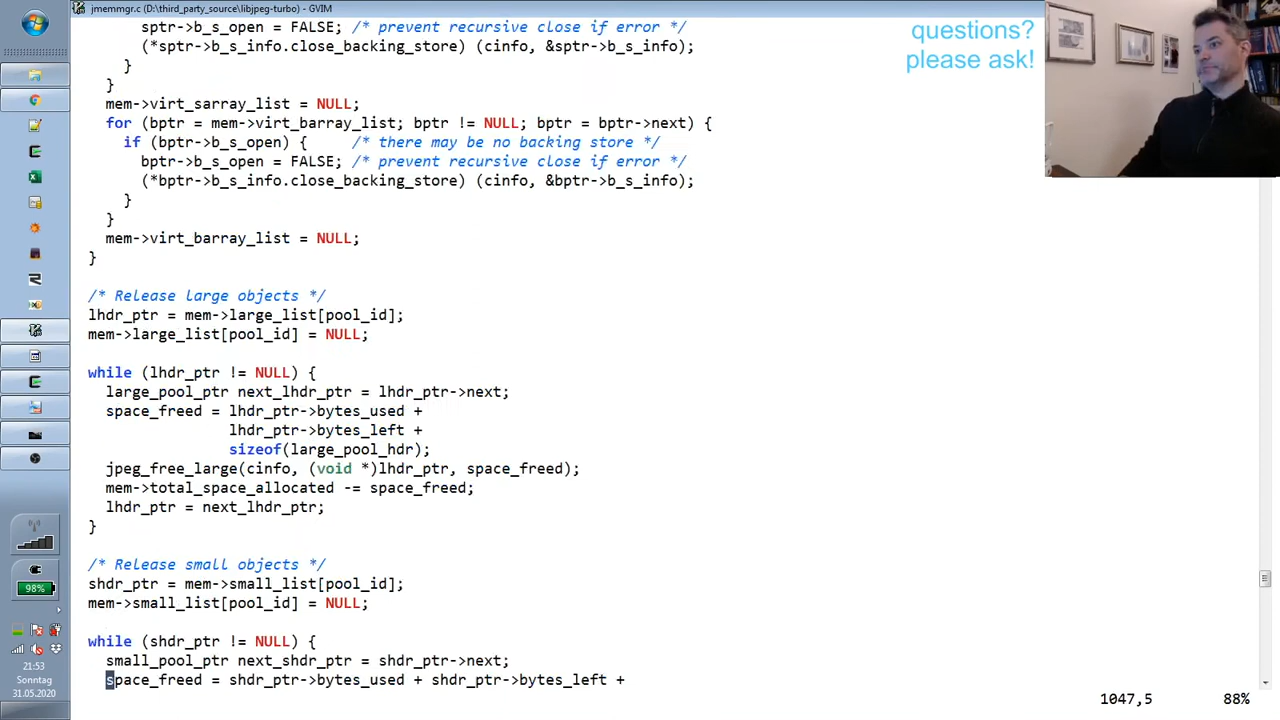 jmemmgr.c (D:\third_party_source\libjpeg-turbo) - GVIM
sptr->b_s_open = FALSE; /* prevent recursive close if error */
(*sptr->b_s_info.close_backing_store) (cinfo, &sptr->b_s_info);
}
}
mem->virt_sarray_list = NULL;
for (bptr = mem->virt_barray_list; bptr != NULL; bptr = bptr->next) {
if (bptr->b_s_open) { /* there may be no backing store */
bptr->b_s_open = FALSE; /* prevent recursive close if error */
(*bptr->b_s_info.close_backing_store) (cinfo, &bptr->b_s_info);
}
}
mem->virt_barray_list = NULL;
}
/* Release large objects */
lhdr_ptr = mem->large_list[pool_id];
mem->large_list[pool_id] = NULL;
while (lhdr_ptr != NULL) {
large_pool_ptr next_lhdr_ptr = lhdr_ptr->next;
space_freed = lhdr_ptr->bytes_used +
lhdr_ptr->bytes_left +
sizeof(large_pool_hdr);
jpeg_free_large(cinfo, (void *)lhdr_ptr, space_freed);
mem->total_space_allocated -= space_freed;
lhdr_ptr = next_lhdr_ptr;
}
/* Release small objects */
shdr_ptr = mem->small_list[pool_id];
mem->small_list[pool_id] = NULL;
while (shdr_ptr != NULL) {
small_pool_ptr next_shdr_ptr = shdr_ptr->next;
space_freed = shdr_ptr->bytes_used + shdr_ptr->bytes_left +
1047,5 88%
questions?
please ask!
98%
21:53
Sonntag
31.05.2020